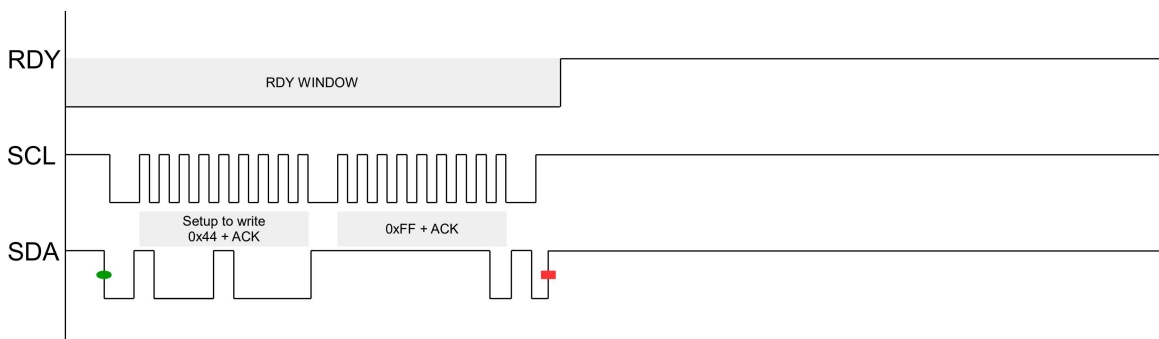 RDY
RDY WINDOW
SCL
Setup to write
0x44 + ACK
0xFF + ACK
SDA